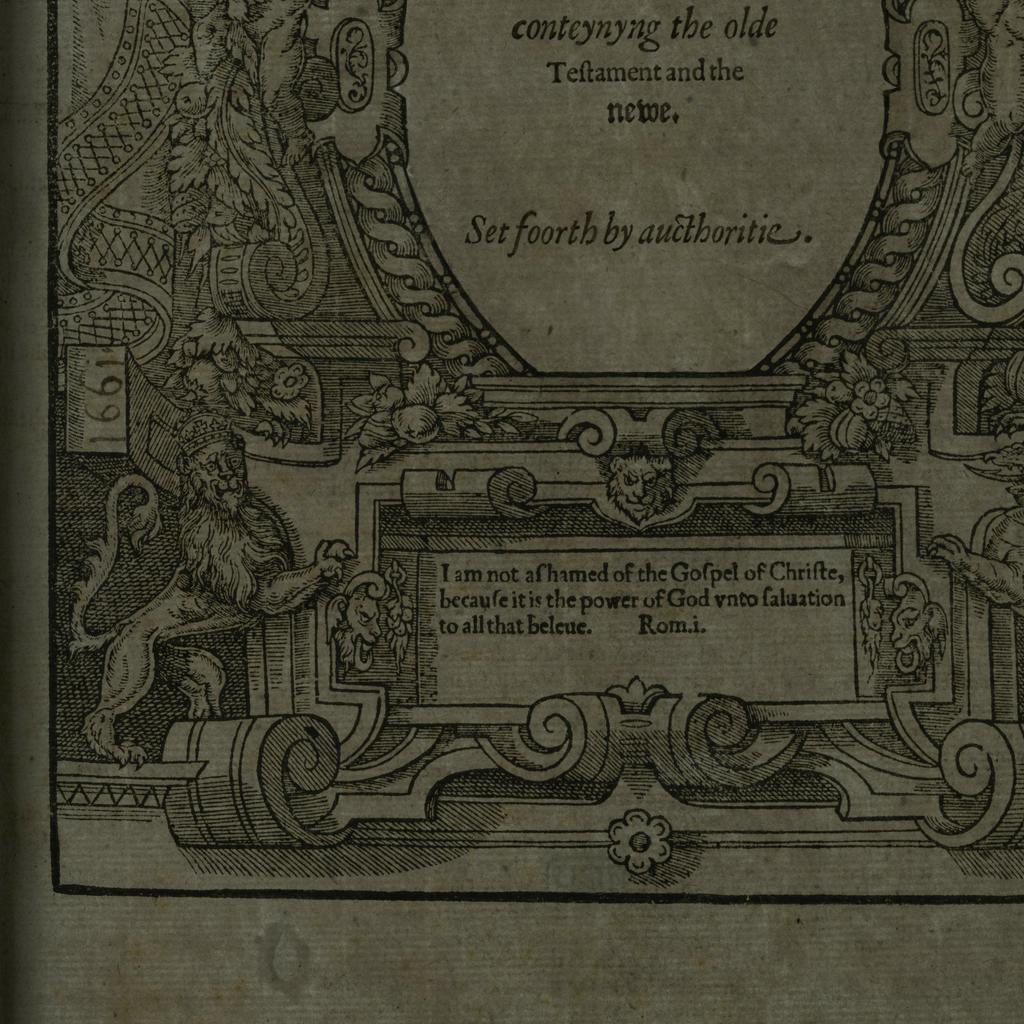 conteynyng the olde
Teſtament and the
newe.
Set foorth by aucthoritie.
1661
I am not aſhamed of the Goſpel of Chriſte,
becauſe it is the power of God vnto ſaluation
to all that beleue. Rom.i.